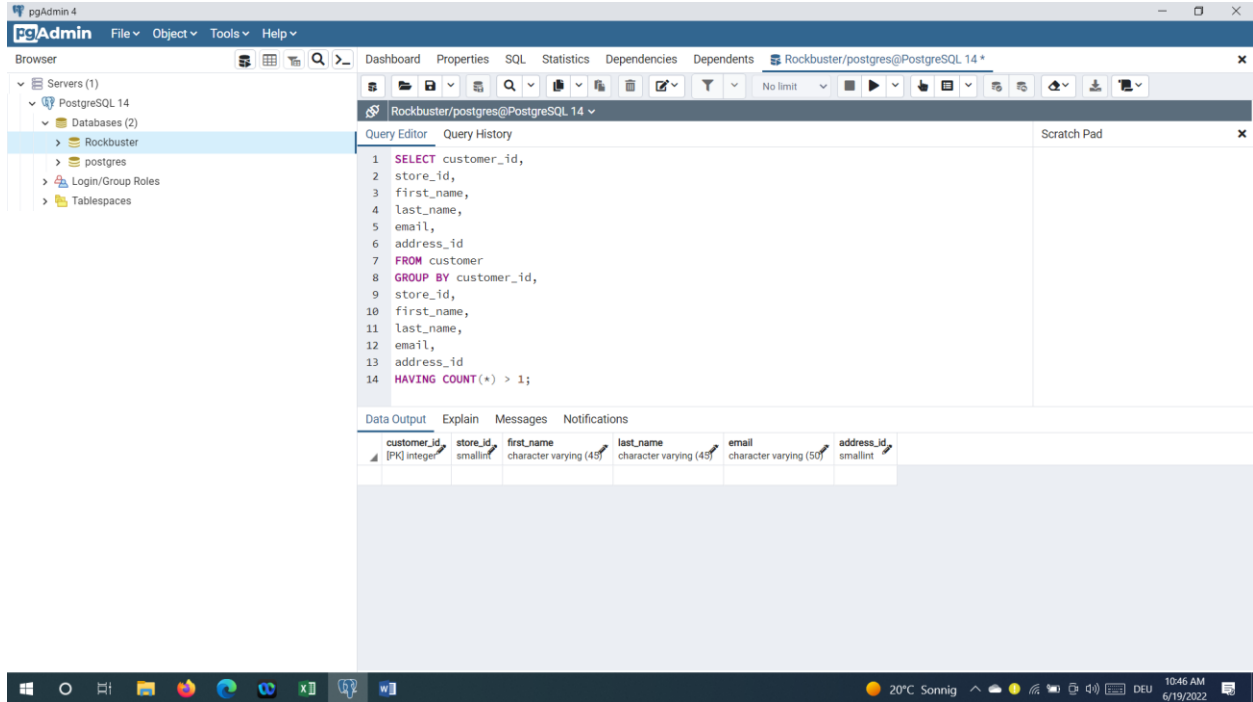 pgAdmin 4
pgAdmin File Object Tools Help
Browser
Dashboard Properties SQL Statistics Dependencies Dependents Rockbuster/postgres@PostgreSQL 14 *
Servers (1)
PostgreSQL 14
Databases (2)
Rockbuster
postgres
Login/Group Roles
Tablespaces
No limit
Rockbuster/postgres@PostgreSQL 14
Query Editor Query History
Scratch Pad
1 SELECT customer_id,
2 store_id,
3 first_name,
4 last_name,
5 email,
6 address_id
7 FROM customer
8 GROUP BY customer_id,
9 store_id,
10 first_name,
11 last_name,
12 email,
13 address_id
14 HAVING COUNT(*) > 1;
Data Output Explain Messages Notifications
customer_id store_id first_name last_name email address_id
[PK] integer smallint character varying (45) character varying (45) character varying (50) smallint
20°C Sonnig DEU 10:46 AM
6/19/2022